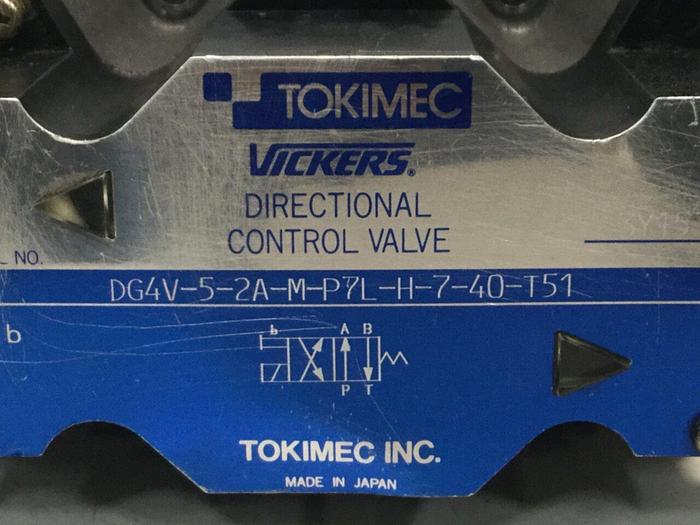 TOKIMEC
VICKERS®
DIRECTIONAL
CONTROL VALVE
L NO.
DG4V-5-2A-M-P7L-H-7-40-T51
b
b A B
P T
TOKIMEC INC.
MADE IN JAPAN